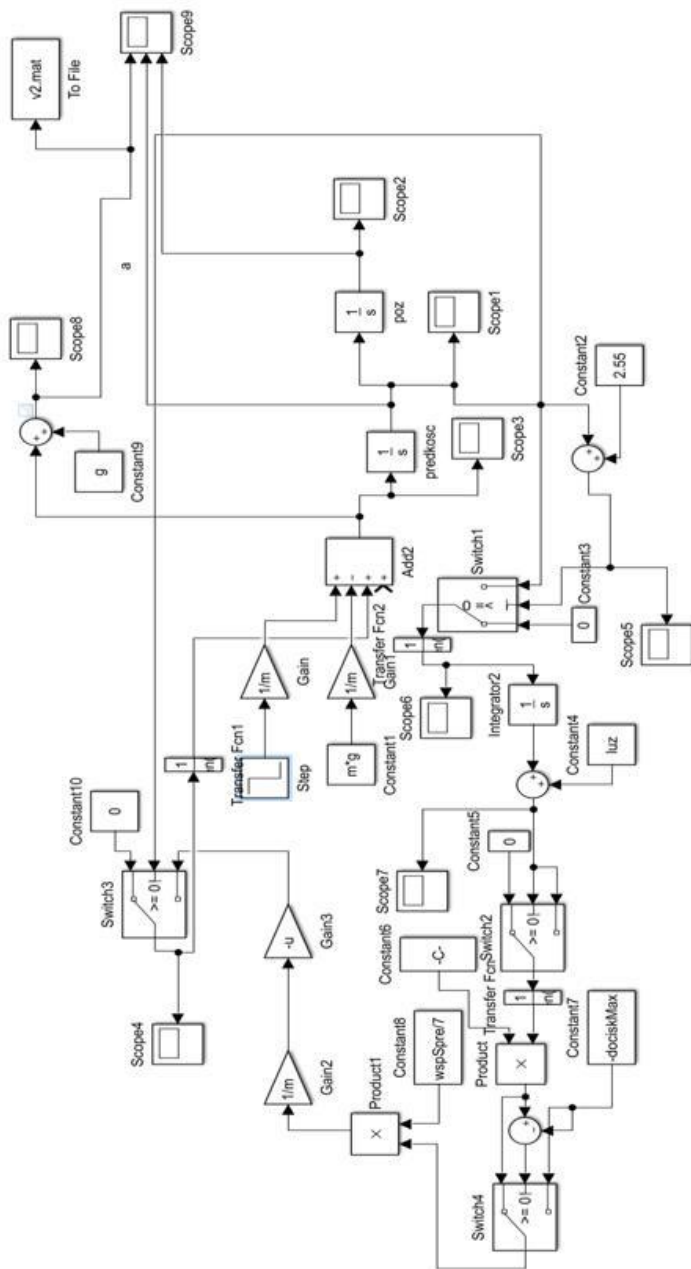 >= 0
Switch4
-dociskMax
Constant7
×
Product
1
Transfer Fcn
-C-
Constant6
>= 0
Switch2
0
Constant5
Scope7
luz
Constant4
1
s
Integrator2
Scope6
×
Product1
wspSpre/7
Constant8
1/m
Gain2
-u
Gain3
Scope4
>= 0
Switch3
0
Constant10
1
Transfer Fcn1
Step
m*g
Constant1
1/m
Gain
1/m
Gain1
1
Transfer Fcn2
Switch1
0
Constant3
Scope5
2.55
Constant2
Add2
1
s
predkosc
Scope3
1
s
poz
Scope1
Scope2
g
Constant9
Scope8
a
v2.mat
To File
Scope9